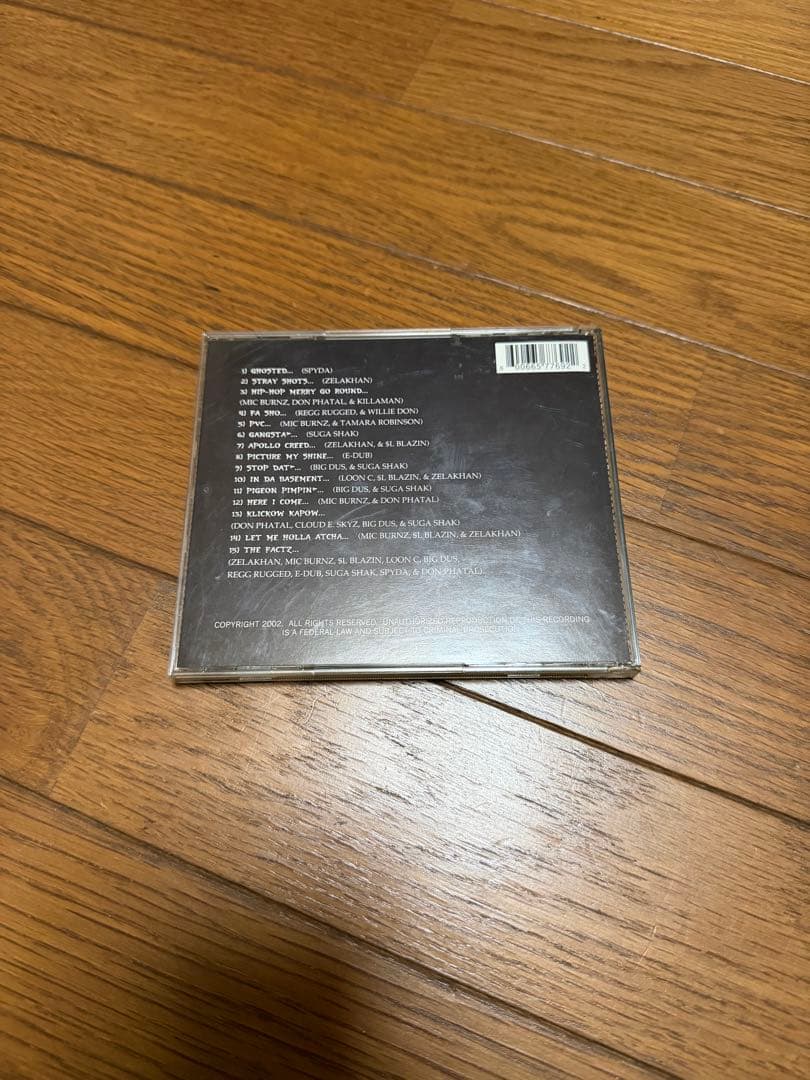 6 00665 77692 2
1) GHOSTED... (SPYDA)
2) STRAY SHOTS... (ZELAKHAN)
3) HIP-HOP MERRY GO ROUND...
(MIC BURNZ, DON PHATAL, & KILLAMAN)
4) FA SHO... (REGG RUGGED, & WILLIE DON)
5) PVC... (MIC BURNZ, & TAMARA ROBINSON)
6) GANGSTA... (SUGA SHAK)
7) APOLLO CREED... (ZELAKHAN, & $L BLAZIN)
8) PICTURE MY SHINE... (E-DUB)
9) STOP DAT... (BIG DUS, & SUGA SHAK)
10) IN DA BASEMENT... (LOON C, $L BLAZIN, & ZELAKHAN)
11) PIGEON PIMPIN... (BIG DUS, & SUGA SHAK)
12) HERE I COME... (MIC BURNZ, & DON PHATAL)
13) KLICKOW KAPOW...
(DON PHATAL, CLOUD E. SKYZ, BIG DUS, & SUGA SHAK)
14) LET ME HOLLA ATCHA... (MIC BURNZ, $L BLAZIN, & ZELAKHAN)
15) THE FACTZ...
(ZELAKHAN, MIC BURNZ, $L BLAZIN, LOON C, BIG DUS,
REGG RUGGED, E-DUB, SUGA SHAK, SPYDA, & DON PHATAL)
COPYRIGHT 2002. ALL RIGHTS RESERVED. UNAUTHORIZED REPRODUCTION OF THIS RECORDING
IS A FEDERAL LAW AND SUBJECT TO CRIMINAL PROSECUTION